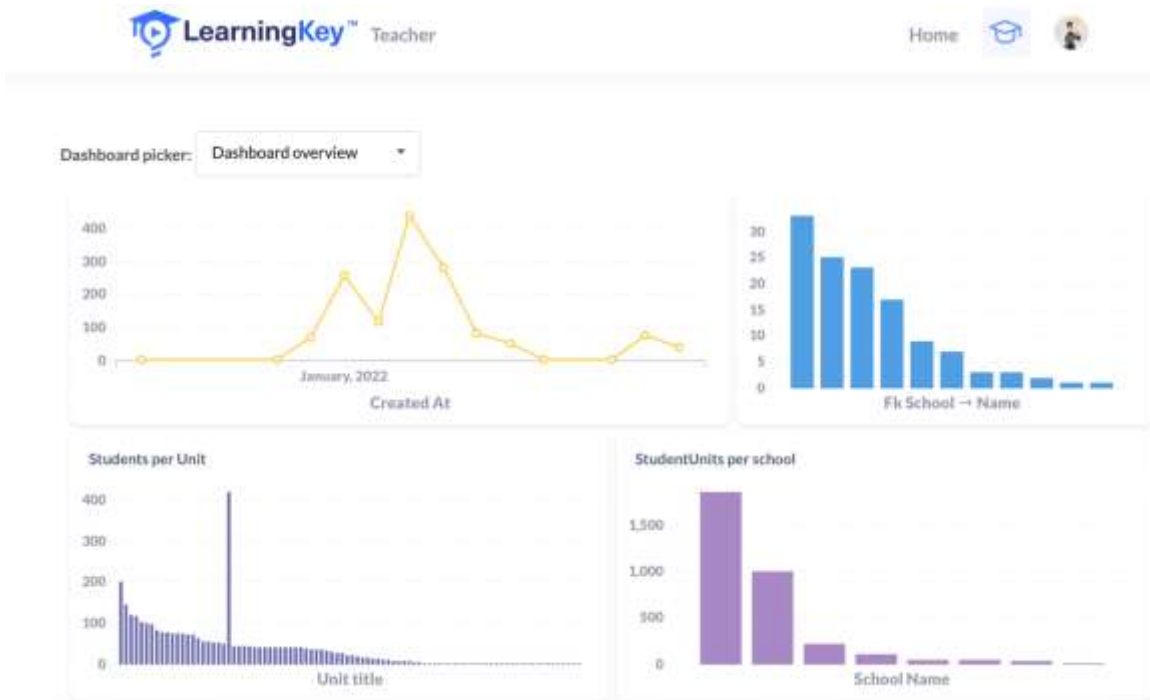 LearningKey™ Teacher
Home
Dashboard picker: Dashboard overview
400
300
200
100
0
January, 2022
Created At
30
25
20
15
10
5
0
Fk School → Name
Students per Unit
400
300
200
100
0
Unit title
StudentUnits per school
1,500
1,000
500
0
School Name